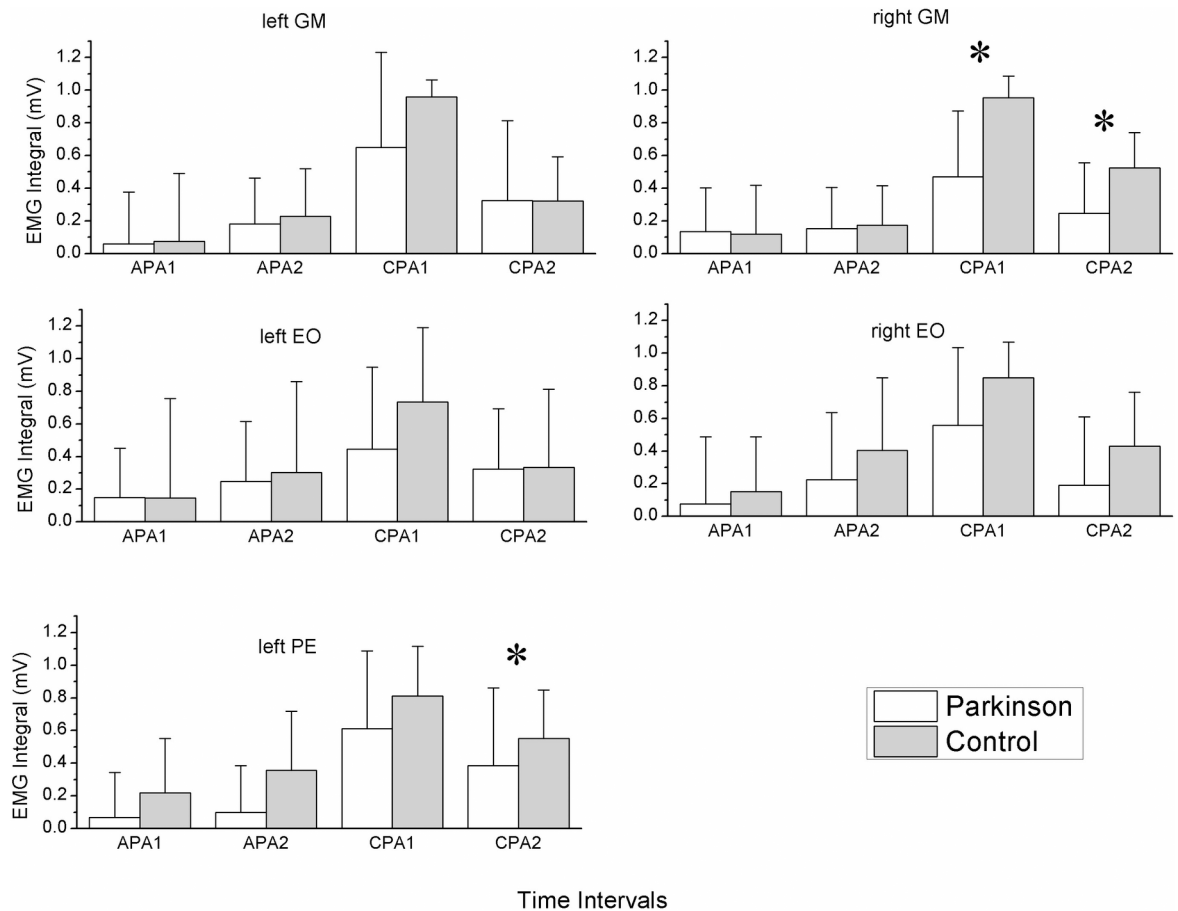 left GM
EMG Integral (mV)
1.2
1.0
0.8
0.6
0.4
0.2
0.0
APA1 APA2 CPA1 CPA2
right GM
1.2
1.0
0.8
0.6
0.4
0.2
0.0
*
*
APA1 APA2 CPA1 CPA2
left EO
EMG Integral (mV)
1.2
1.0
0.8
0.6
0.4
0.2
0.0
APA1 APA2 CPA1 CPA2
right EO
1.2
1.0
0.8
0.6
0.4
0.2
0.0
APA1 APA2 CPA1 CPA2
left PE
EMG Integral (mV)
1.2
1.0
0.8
0.6
0.4
0.2
0.0
*
APA1 APA2 CPA1 CPA2
Parkinson
Control
Time Intervals